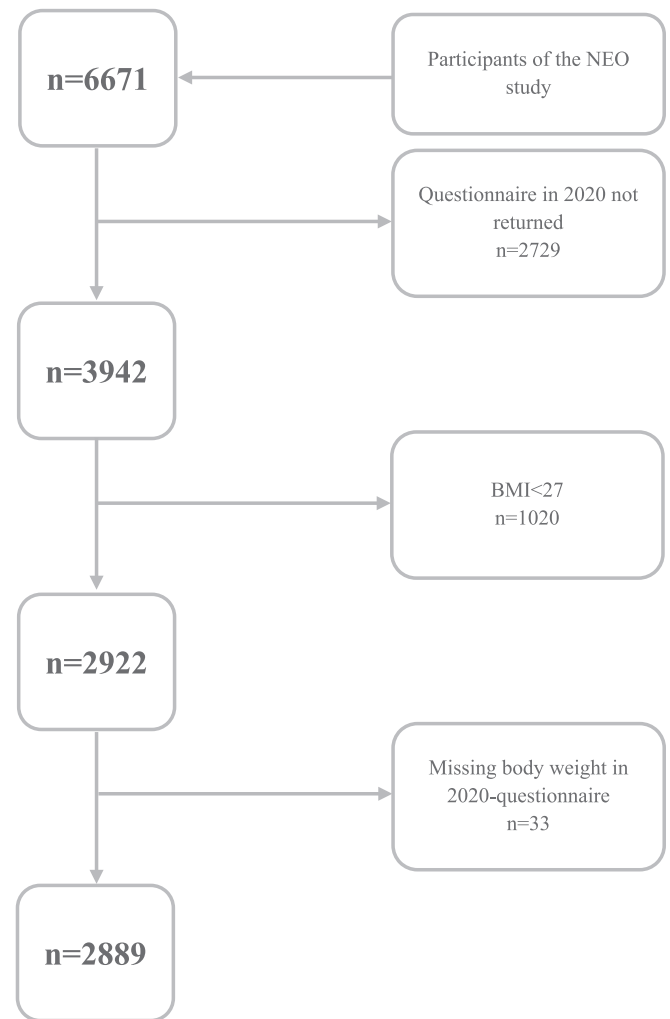 n=6671
Participants of the NEO
study
Questionnaire in 2020 not
returned
n=2729
n=3942
BMI<27
n=1020
n=2922
Missing body weight in
2020-questionnaire
n=33
n=2889